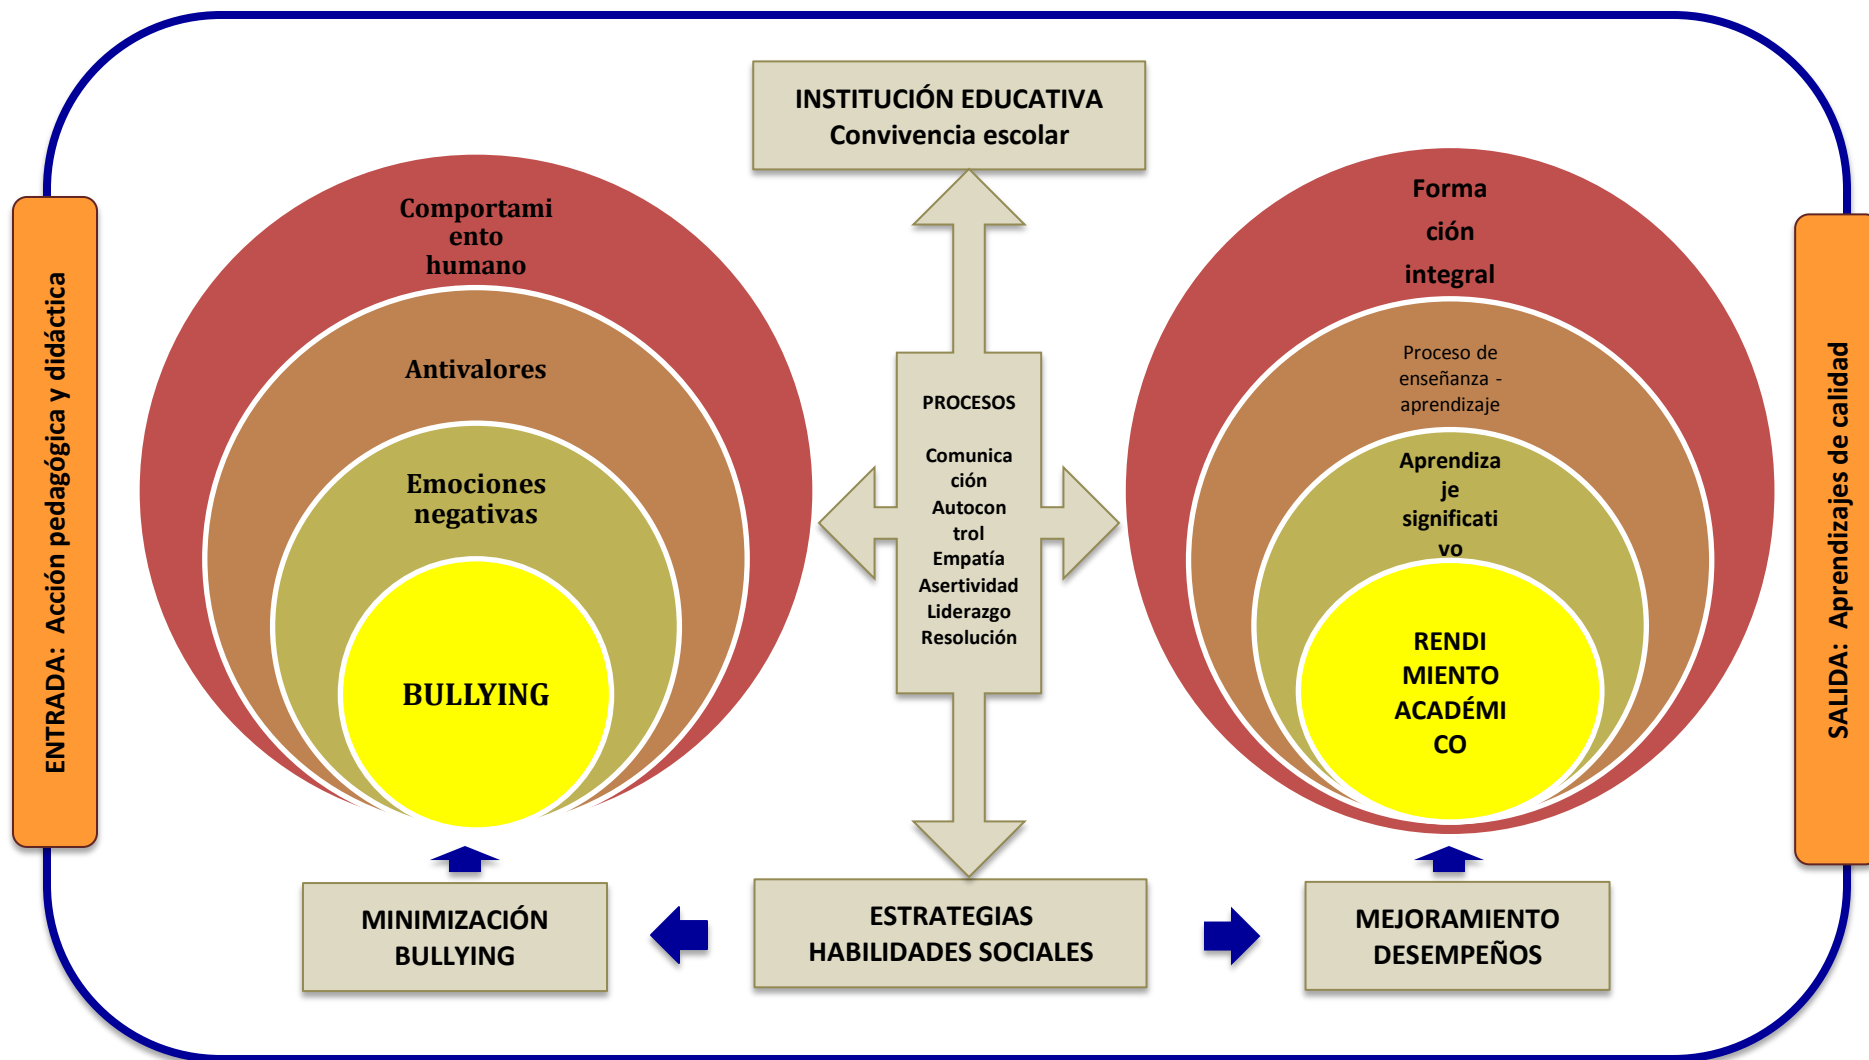 INSTITUCIÓN EDUCATIVA
Convivencia escolar
ENTRADA: Acción pedagógica y didáctica
Comportami
ento
humano
Antivalores
Emociones
negativas
BULLYING
PROCESOS
Comunica
ción
Autocon
trol
Empatía
Asertividad
Liderazgo
Resolución
Forma
ción
integral
Proceso de
enseñanza -
aprendizaje
Aprendiza
je
significati
vo
RENDI
MIENTO
ACADÉMI
CO
SALIDA: Aprendizajes de calidad
MINIMIZACIÓN
BULLYING
ESTRATEGIAS
HABILIDADES SOCIALES
MEJORAMIENTO
DESEMPEÑOS